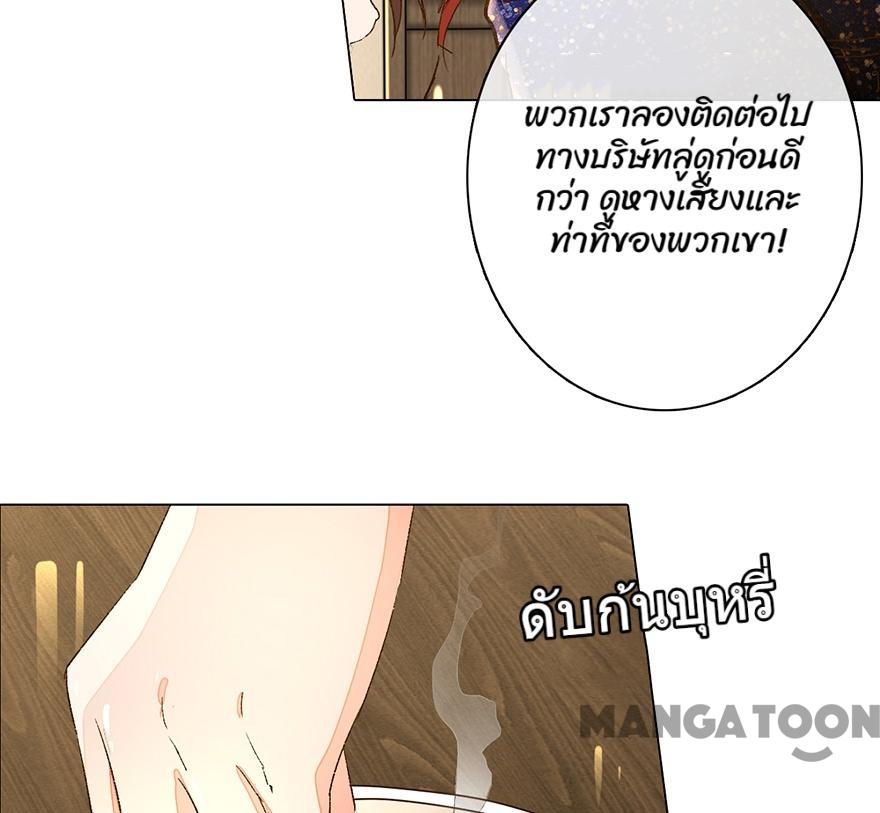 พวกเราลองติดต่อไป
ทางบริษัทลู่ดูก่อนดี
กว่า ดูหางเสียงและ
ท่าทีของพวกเขา!
ดับก้นบุหรี่
MANGATOON